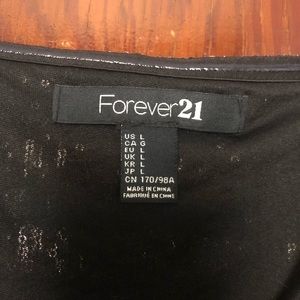 Forever21
US L
CA G
EU L
UK L
KR L
JP L
CN 170/98A
MADE IN CHINA
FABRIQUÉ EN CHINE